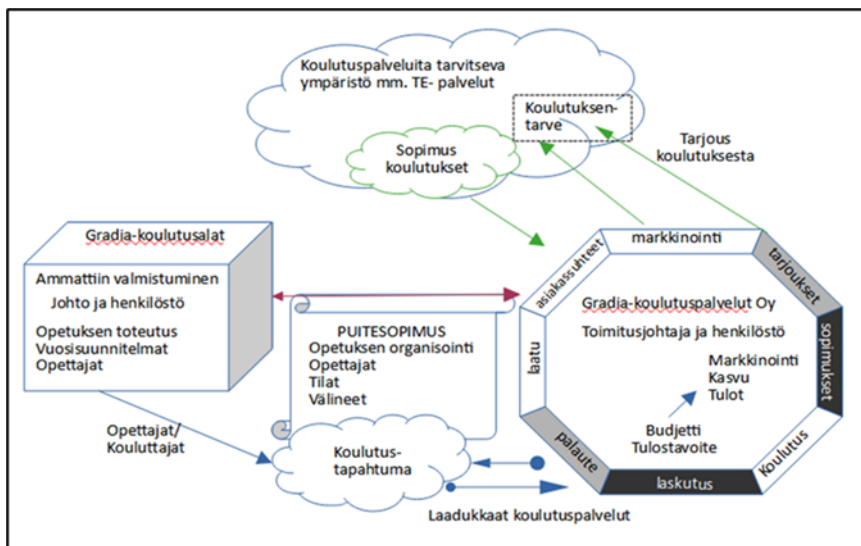 Koulutuspalveluita tarvitseva
ympäristö mm. TE- palvelut
Koulutuksen-
tarve
Sopimus
koulutukset
Tarjous
koulutuksesta
Gradia-koulutusalat
Ammattiin valmistuminen
Johto ja henkilöstö
Opetuksen toteutus
Vuosisuunnitelmat
Opettajat
PUITESOPIMUS
Opetuksen organisointi
Opettajat
Tilat
Välineet
Opettajat/
Kouluttajat
Koulutus-
tapahtuma
Laadukkaat koulutuspalvelut
asiakassuhteet
markkinointi
tarjoukset
sopimukset
Koulutus
laskutus
palaute
laatu
Gradia-koulutuspalvelut Oy
Toimitusjohtaja ja henkilöstö
Markkinointi
Kasvu
Tulot
Budjetti
Tulostavoite